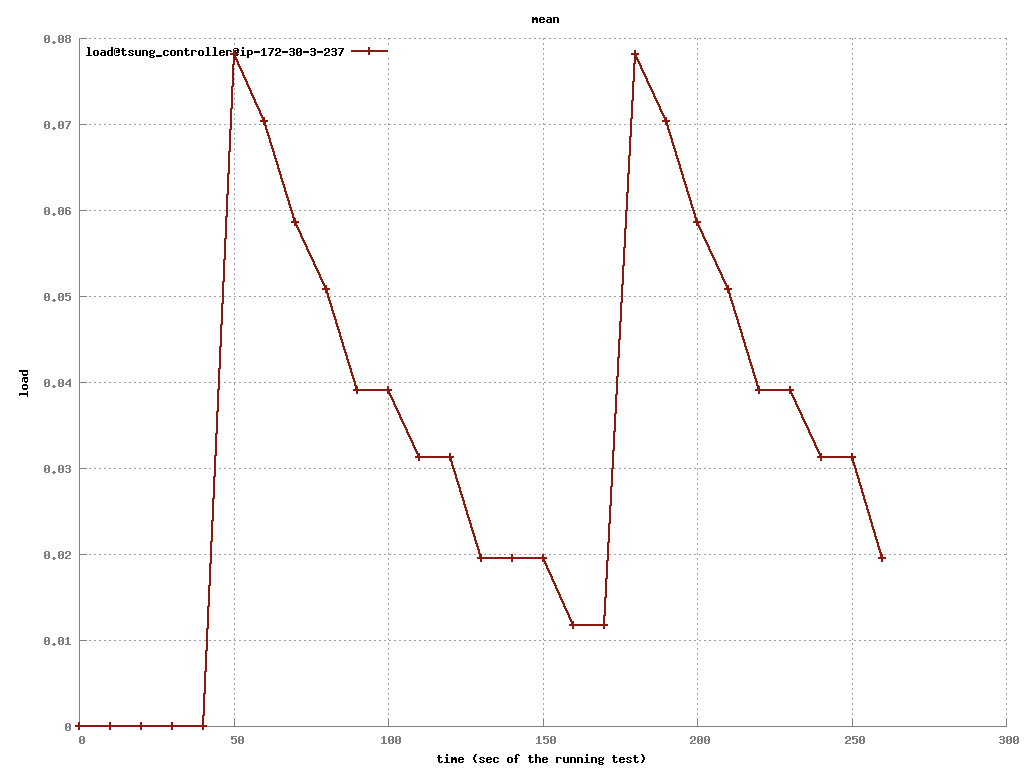 mean
load@tsung_controller@ip-172-30-3-237
0.08
0.07
0.06
0.05
0.04
0.03
0.02
0.01
0
load
0 50 100 150 200 250 300
time (sec of the running test)